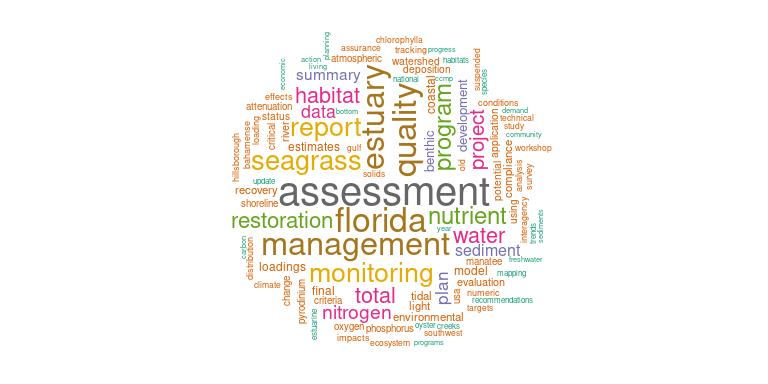 chlorophylla
planning
assurance
tracking
progress
action
atmospheric
watershed
habitats
suspended
living
deposition
economic
summary
national
ccmp
species
estuary
quality
coastal
program
development
effects
habitat
conditions
attenuation
data
bottom
demand
status
technical
loading
critical
river
report
project
application
study
community
bahamense
hillsborough
estimates
gulf
benthic
old
compliance
workshop
seagrass
solids
potential
analysis
survey
update
recovery
assessment
shoreline
using
interagency
restoration
florida
nutrient
year
trends
sediments
water
carbon
distribution
management
sediment
freshwater
manatee
loadings
monitoring
model
mapping
climate
change
pyrodinium
final
total
tidal
plan
usa
evaluation
numeric
criteria
light
recommendations
targets
estuarine
nitrogen
environmental
oxygen
phosphorus
oyster
creeks
southwest
impacts
ecosystem
programs